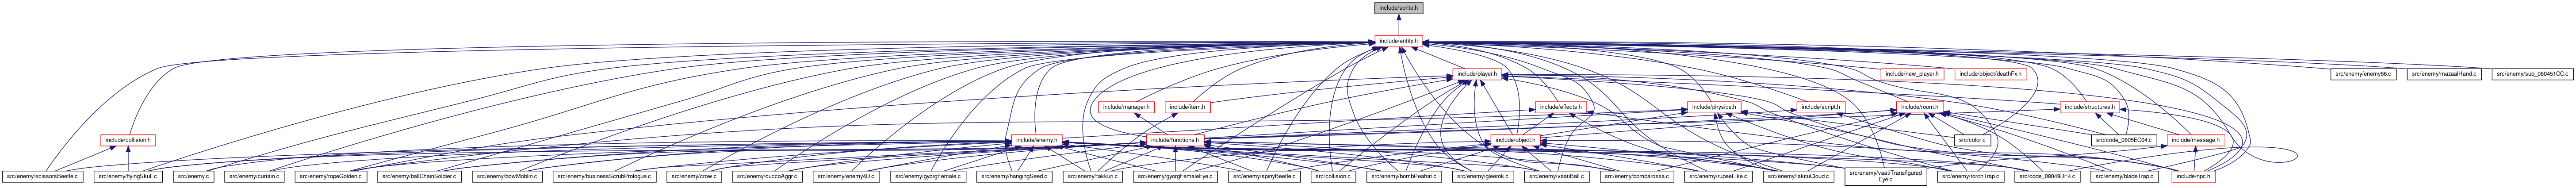 include/sprite.h
include/entity.h
include/player.h
include/new_player.h
include/object/deathFx.h
src/enemy/enemy66.c
src/enemy/mazaalHand.c
src/enemy/sub_080451CC.c
include/manager.h
include/item.h
include/effects.h
include/physics.h
include/script.h
include/room.h
include/structures.h
include/collision.h
include/enemy.h
include/functions.h
include/object.h
src/color.c
src/code_0805EC04.c
include/message.h
src/enemy/scissorsBeetle.c
src/enemy/flyingSkull.c
src/enemy.c
src/enemy/curtain.c
src/enemy/ropeGolden.c
src/enemy/ballChainSoldier.c
src/enemy/bowMoblin.c
src/enemy/businessScrubPrologue.c
src/enemy/crow.c
src/enemy/cuccoAggr.c
src/enemy/enemy4D.c
src/enemy/gyorgFemale.c
src/enemy/hangingSeed.c
src/enemy/takkuri.c
src/enemy/gyorgFemaleEye.c
src/enemy/spinyBeetle.c
src/collision.c
src/enemy/bombPeahat.c
src/enemy/gleerok.c
src/enemy/vaatiBall.c
src/enemy/bombarossa.c
src/enemy/rupeeLike.c
src/enemy/lakituCloud.c
src/enemy/vaatiTransfigured
Eye.c
src/enemy/torchTrap.c
src/code_08049DF4.c
src/enemy/bladeTrap.c
include/npc.h